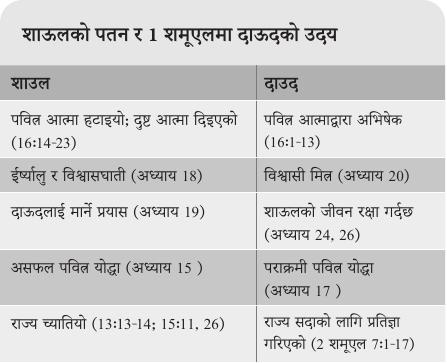 शाऊलको पतन र 1 शमूएलमा दाऊदको उदय
शाउल
दाउद
पवित्र आत्मा हटाइयो; दुष्ट आत्मा दिइएको
(16:14-23)
पवित्र आत्माद्वारा अभिषेक
(16:1-13)
ईर्ष्यालु र विश्वासघाती (अध्याय 18)
विश्वासी मित्र (अध्याय 20)
दाऊदलाई मार्ने प्रयास (अध्याय 19)
शाऊलको जीवन रक्षा गर्दछ
(अध्याय 24, 26)
असफल पवित्र योद्धा (अध्याय 15 )
पराक्रमी पवित्र योद्धा
(अध्याय 17 )
राज्य च्यातियो (13:13-14; 15:11, 26)
राज्य सदाको लागि प्रतिज्ञा
गरिएको (2 शमूएल 7:1-17)